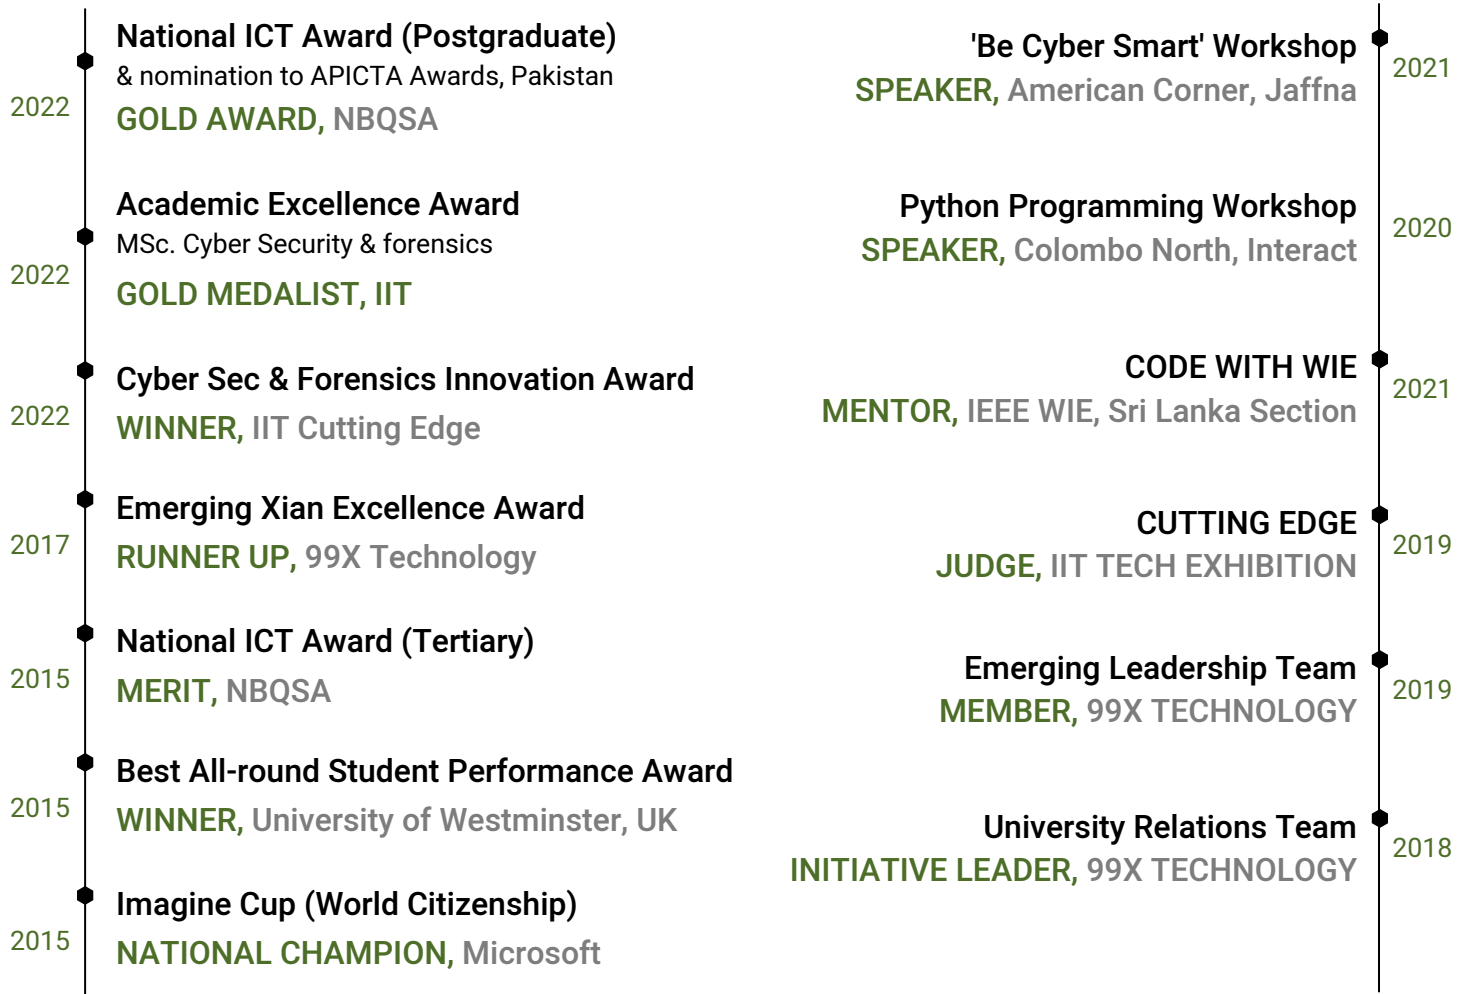 National ICT Award (Postgraduate)
& nomination to APICTA Awards, Pakistan
2022
GOLD AWARD, NBQSA
Academic Excellence Award
MSc. Cyber Security & forensics
2022
GOLD MEDALIST, IIT
Cyber Sec & Forensics Innovation Award
2022
WINNER, IIT Cutting Edge
Emerging Xian Excellence Award
2017
RUNNER UP, 99X Technology
National ICT Award (Tertiary)
2015
MERIT, NBQSA
Best All-round Student Performance Award
2015
WINNER, University of Westminster, UK
Imagine Cup (World Citizenship)
2015
NATIONAL CHAMPION, Microsoft
'Be Cyber Smart' Workshop
2021
SPEAKER, American Corner, Jaffna
Python Programming Workshop
2020
SPEAKER, Colombo North, Interact
CODE WITH WIE
2021
MENTOR, IEEE WIE, Sri Lanka Section
CUTTING EDGE
2019
JUDGE, IIT TECH EXHIBITION
Emerging Leadership Team
2019
MEMBER, 99X TECHNOLOGY
University Relations Team
2018
INITIATIVE LEADER, 99X TECHNOLOGY